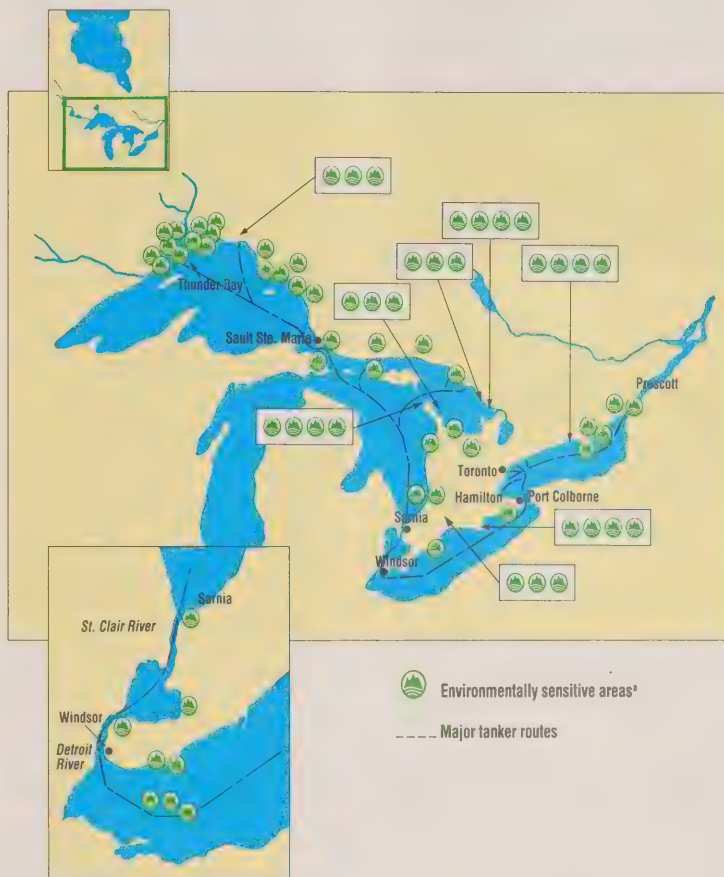 Thunder Bay
Sault Ste. Marie
Prescott
Toronto
Hamilton
Port Colborne
Sarnia
Windsor
Sarnia
St. Clair River
Windsor
Detroit
River
Environmentally sensitive areasª
Major tanker routes